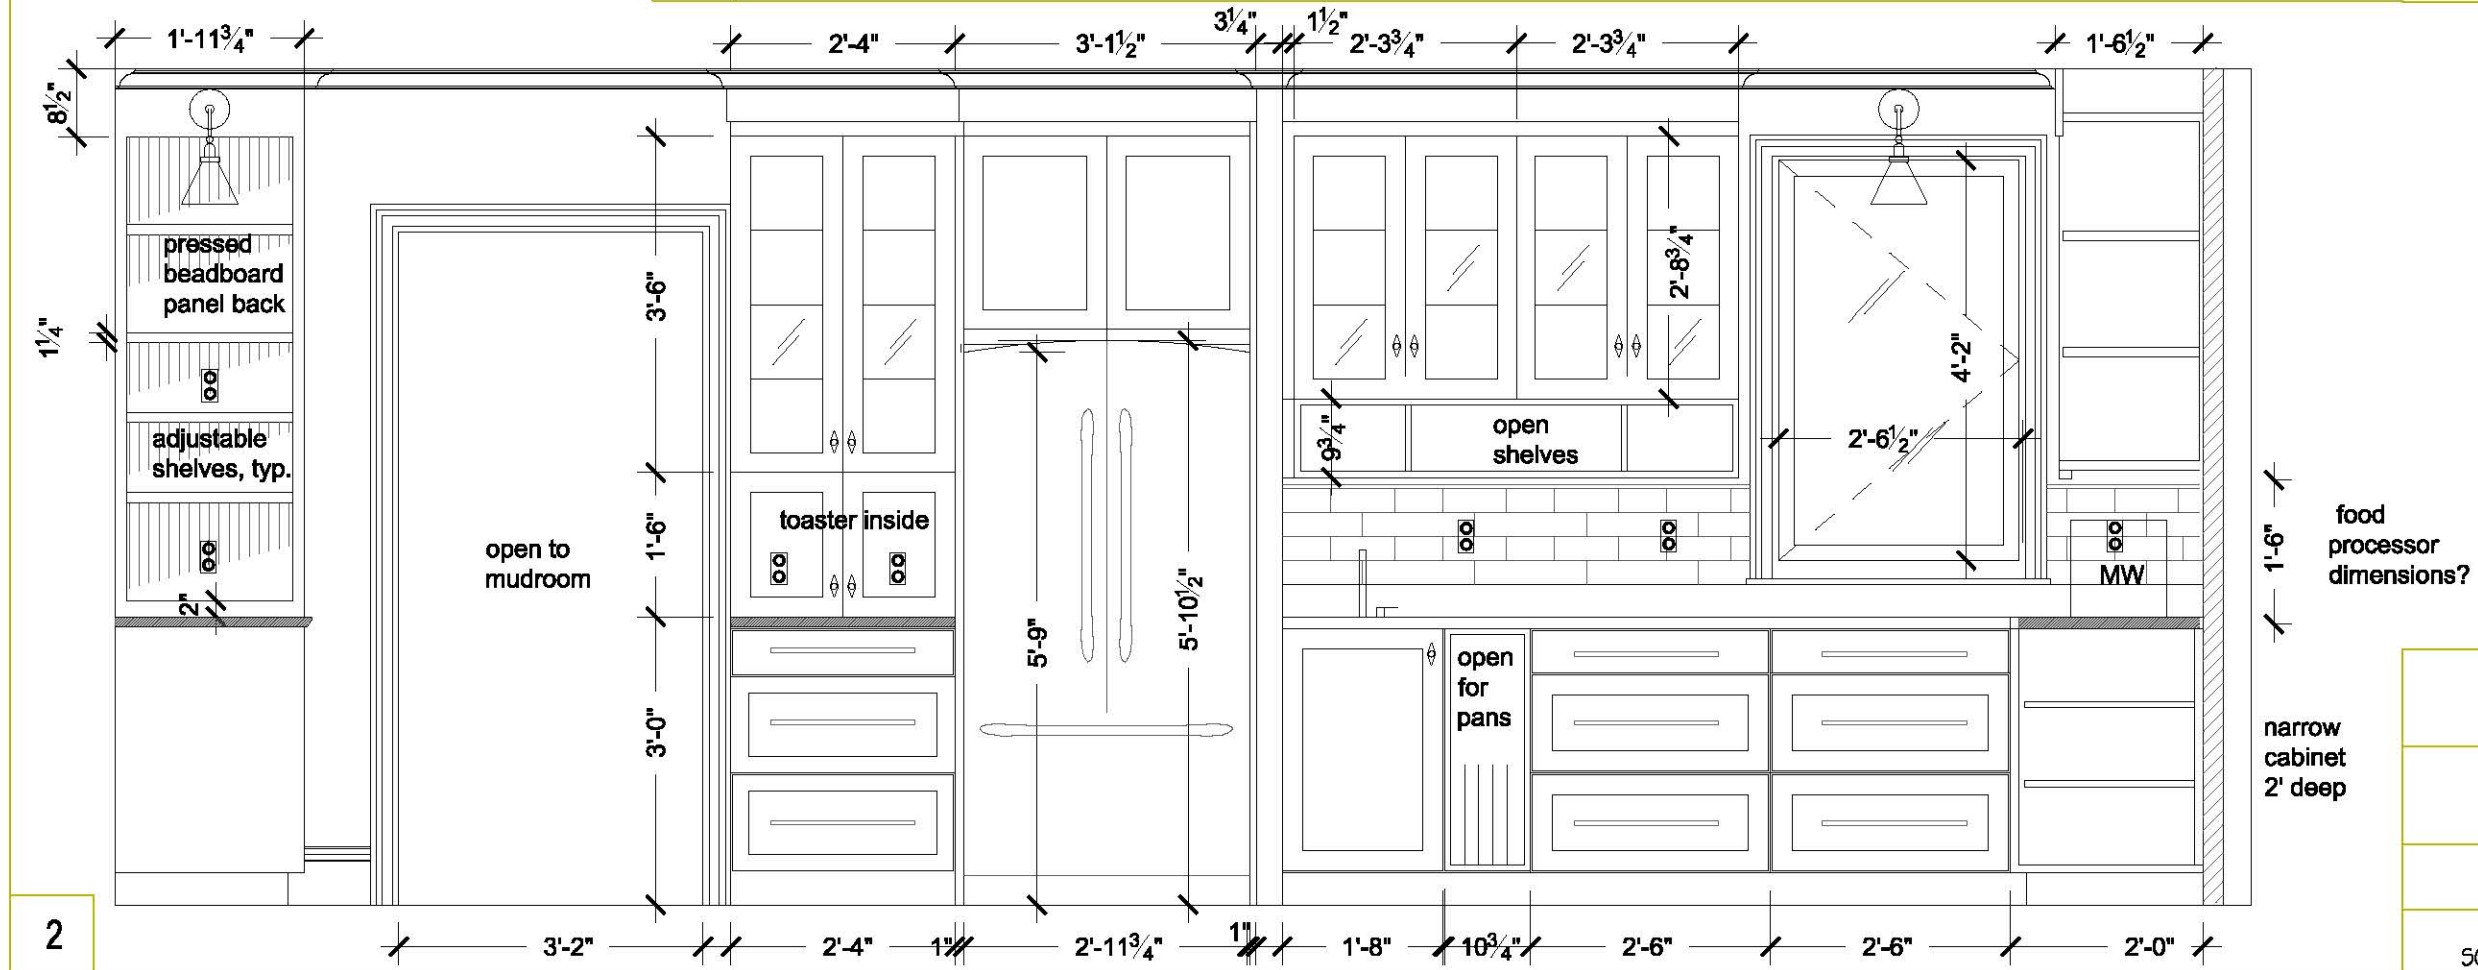 1'-11¾" 2'-4" 3'-1½" 3¼" 1½" 2'-3¾" 2'-3¾" 1'-6½"
8½"
pressed
beadboard
panel back
1¼"
adjustable
shelves, typ.
2"
open to
mudroom
3'-6"
1'-6"
3'-0"
toaster inside
5'-9"
5'-10½"
2'-8¾"
9¾"
open
shelves
4'-2"
2'-6½"
MW
1'-6"
food
processor
dimensions?
open
for
pans
narrow
cabinet
2' deep
2
3'-2" 2'-4" 1" 2'-11¾" 1" 1'-8" 10¾" 2'-6" 2'-6" 2'-0"